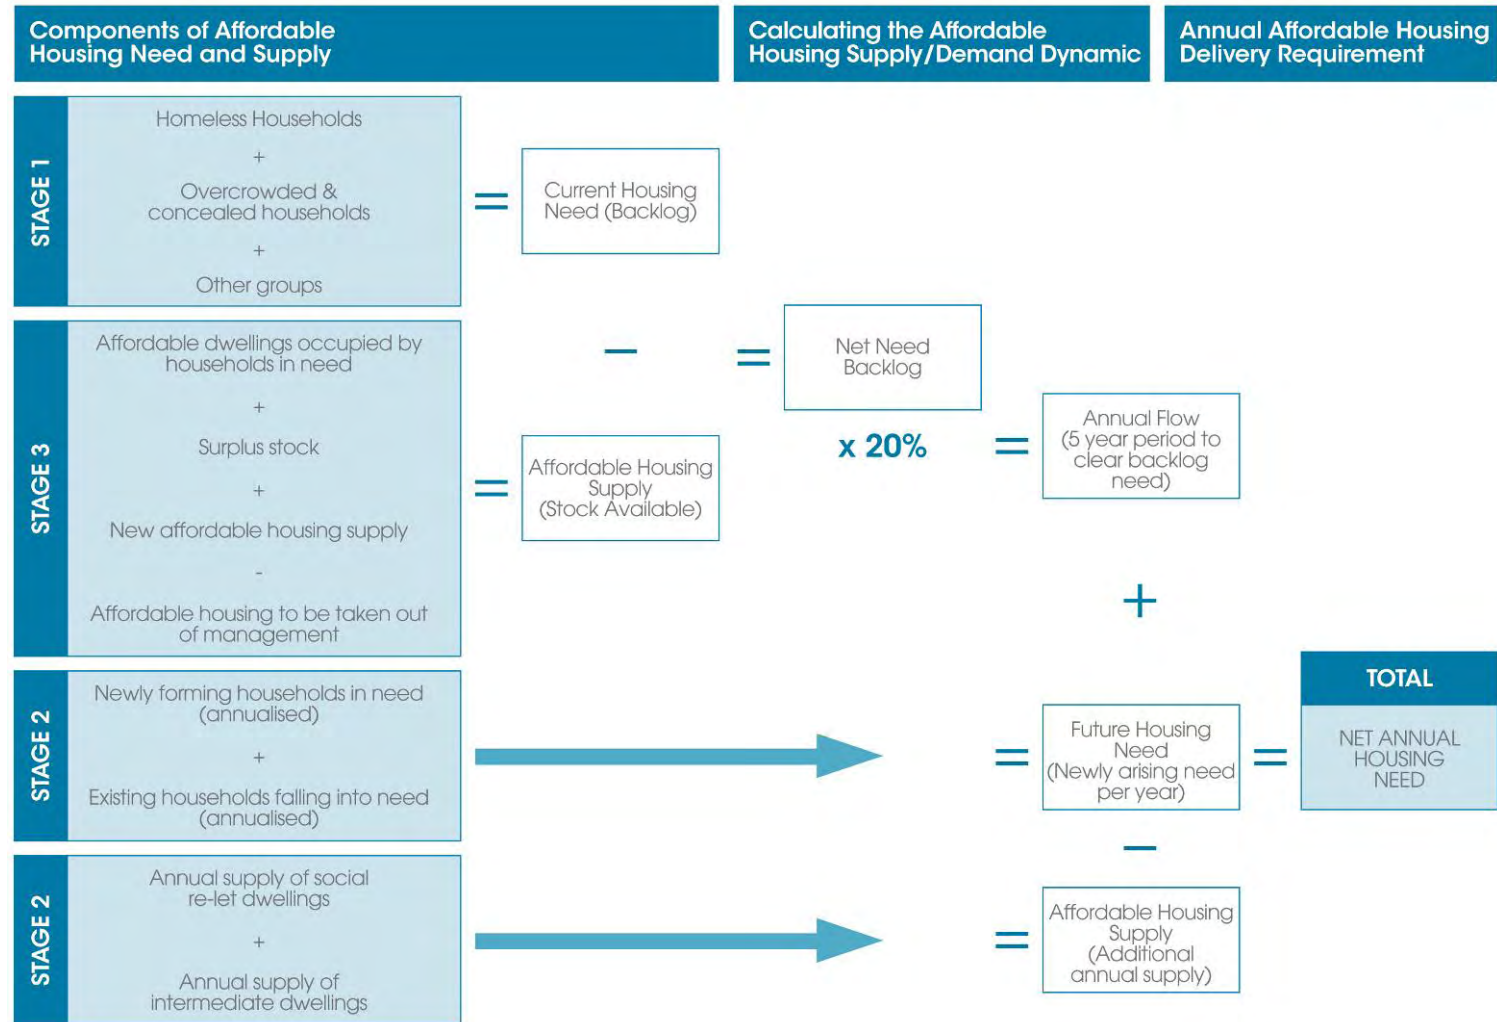 Components of Affordable
Housing Need and Supply
Calculating the Affordable
Housing Supply/Demand Dynamic
Annual Affordable Housing
Delivery Requirement
STAGE 1
Homeless Households
+
Overcrowded &
concealed households
+
Other groups
=
Current Housing
Need (Backlog)
STAGE 3
Affordable dwellings occupied by
households in need
+
Surplus stock
+
New affordable housing supply
-
Affordable housing to be taken out
of management
=
Affordable Housing
Supply
(Stock Available)
−
=
Net Need
Backlog
x 20%
=
Annual Flow
(5 year period to
clear backlog
need)
+
STAGE 2
Newly forming households in need
(annualised)
+
Existing households falling into need
(annualised)
=
Future Housing
Need
(Newly arising need
per year)
=
TOTAL
NET ANNUAL
HOUSING
NEED
−
STAGE 2
Annual supply of social
re-let dwellings
+
Annual supply of
intermediate dwellings
=
Affordable Housing
Supply
(Additional
annual supply)